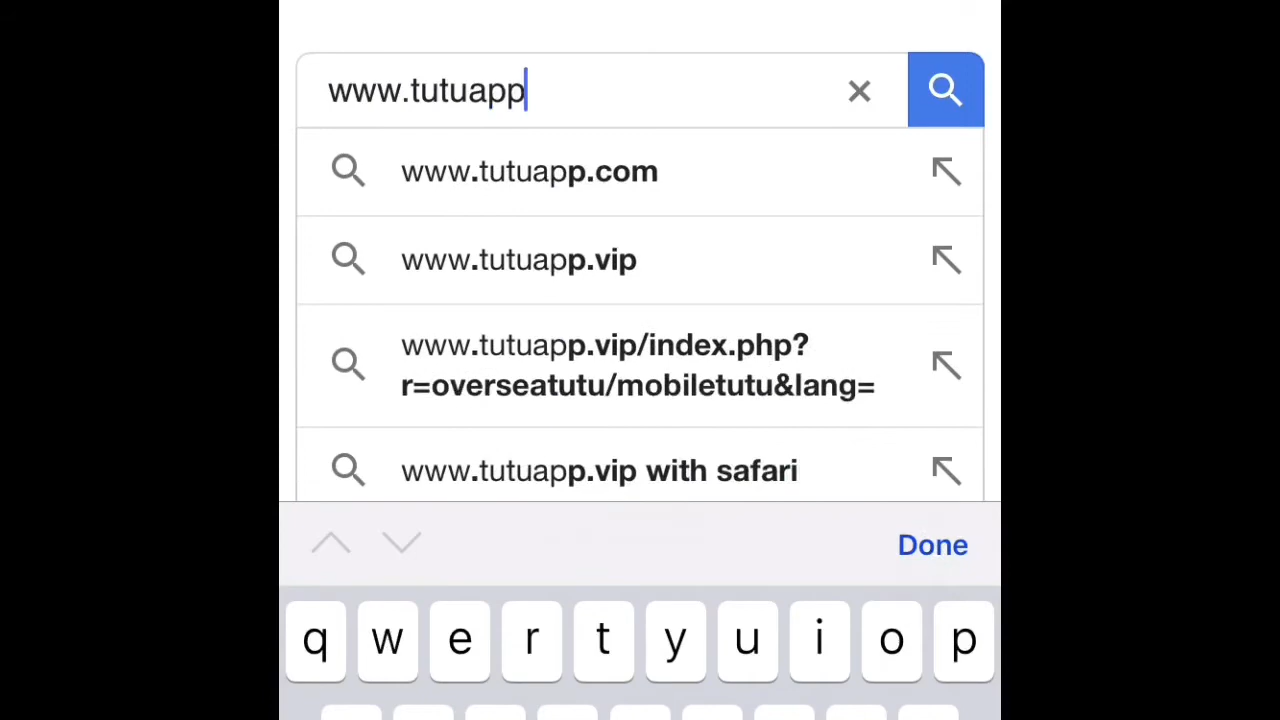 www.tutuapp
www.tutuapp.com
www.tutuapp.vip
www.tutuapp.vip/index.php?
r=overseatutu/mobiletutu&lang=
www.tutuapp.vip with safari
Done
q w e r t y u i o p